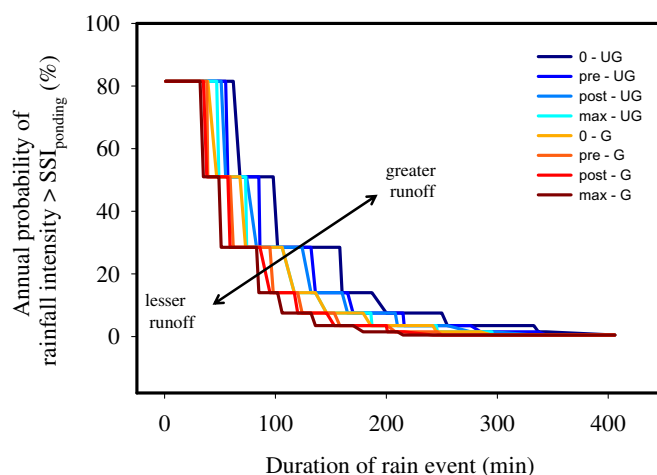 Annual probability of
rainfall intensity > SSI_ponding (%)
100
80
60
40
20
0
0 - UG
pre - UG
post - UG
max - UG
0 - G
pre - G
post - G
max - G
greater
runoff
lesser
runoff
0
100
200
300
400
Duration of rain event (min)